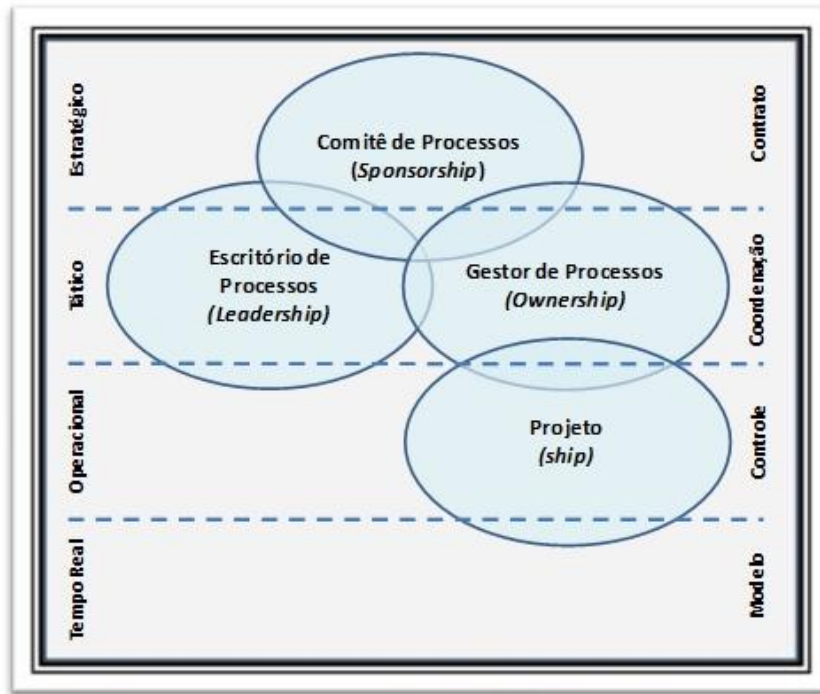 Estratégico
Contrato
Comitê de Processos
(Sponsorship)
Tático
Coordenação
Escritório de
Processos
(Leadership)
Gestor de Processos
(Ownership)
Operacional
Controle
Projeto
(ship)
Tempo Real
Modelo